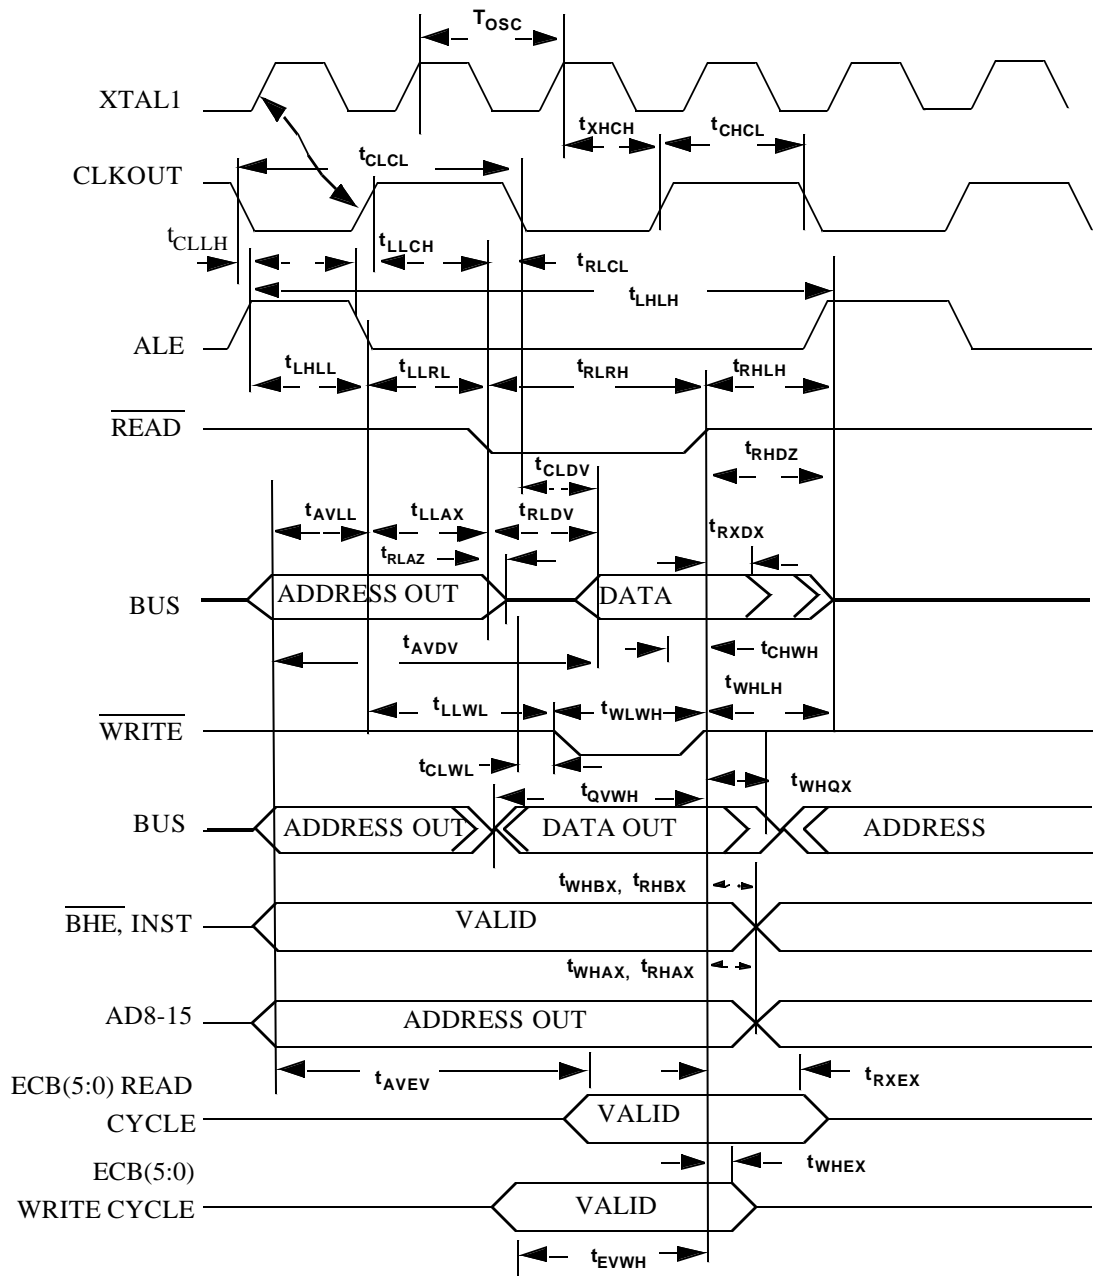 TOSC
XTAL1
tXHCH
tCHCL
tCLCL
CLKOUT
tCLLH
tLLCH
tRLCL
tLHLH
ALE
tLHLL
tLLRL
tRLRH
tRHLH
READ
tRHDZ
tCLDV
tAVLL
tLLAX
tRLDV
tRXDX
tRLAZ
BUS
ADDRESS OUT
DATA
tAVDV
tCHWH
tWHLH
tLLWL
tWLWH
WRITE
tCLWL
tWHQX
tQVWH
BUS
ADDRESS OUT
DATA OUT
ADDRESS
tWHBX, tRHBX
BHE, INST
VALID
tWHAX, tRHAX
AD8-15
ADDRESS OUT
tAVEV
tRXEX
ECB(5:0) READ
CYCLE
VALID
tWHEX
ECB(5:0)
WRITE CYCLE
VALID
tEVWH